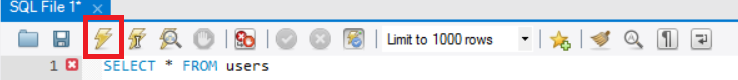 SQL File 1*
Limit to 1000 rows
1 SELECT * FROM users